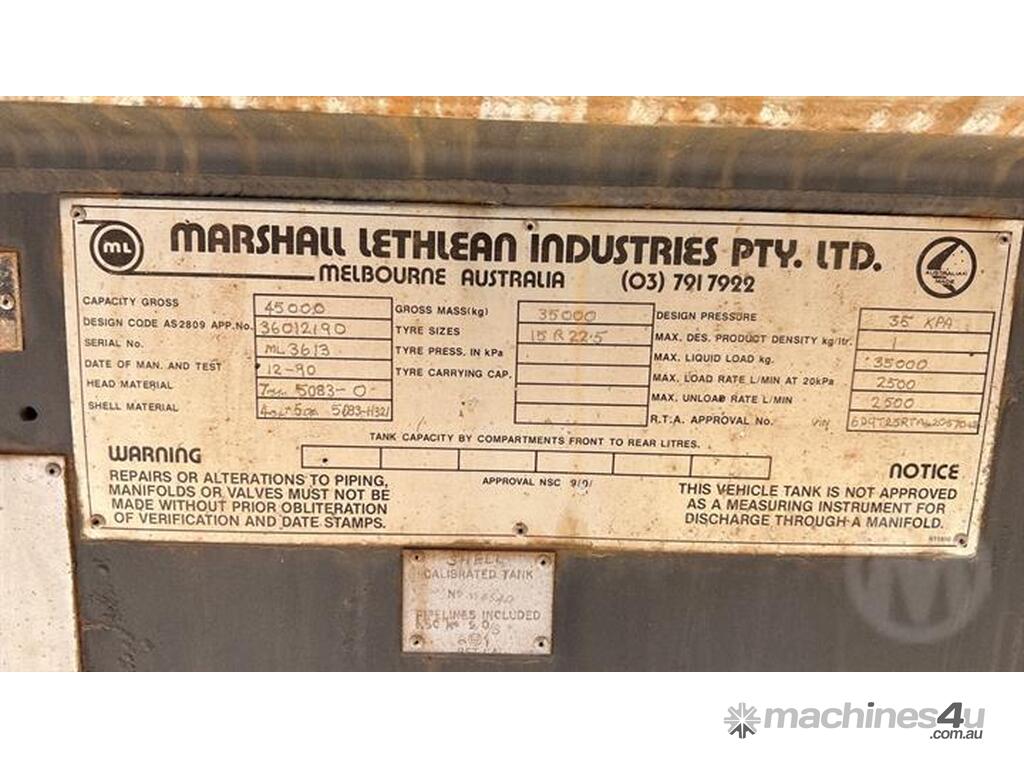 ML
MARSHALL LETHLEAN INDUSTRIES PTY. LTD.
MELBOURNE AUSTRALIA (03) 791 7922
AUSTRALIAN MADE
CAPACITY GROSS 45000
DESIGN CODE AS2809 APP.No. 36012190
SERIAL No. ML3613
DATE OF MAN. AND TEST 12-90
HEAD MATERIAL 5083-0
SHELL MATERIAL 5083-H321
GROSS MASS(kg) 35000
TYRE SIZES 15 R 22.5
TYRE PRESS. IN kPa
TYRE CARRYING CAP.
DESIGN PRESSURE 35 KPA
MAX. DES. PRODUCT DENSITY kg/ltr. 1
MAX. LIQUID LOAD kg. 35000
MAX. LOAD RATE L/MIN AT 20kPa 2500
MAX. UNLOAD RATE L/MIN 2500
R.T.A. APPROVAL No. VIN
TANK CAPACITY BY COMPARTMENTS FRONT TO REAR LITRES.
APPROVAL NSC
WARNING
REPAIRS OR ALTERATIONS TO PIPING,
MANIFOLDS OR VALVES MUST NOT BE
MADE WITHOUT PRIOR OBLITERATION
OF VERIFICATION AND DATE STAMPS.
NOTICE
THIS VEHICLE TANK IS NOT APPROVED
AS A MEASURING INSTRUMENT FOR
DISCHARGE THROUGH A MANIFOLD.
SHELL
CALIBRATED TANK
No
PIPELINES INCLUDED
machines4u
.com.au